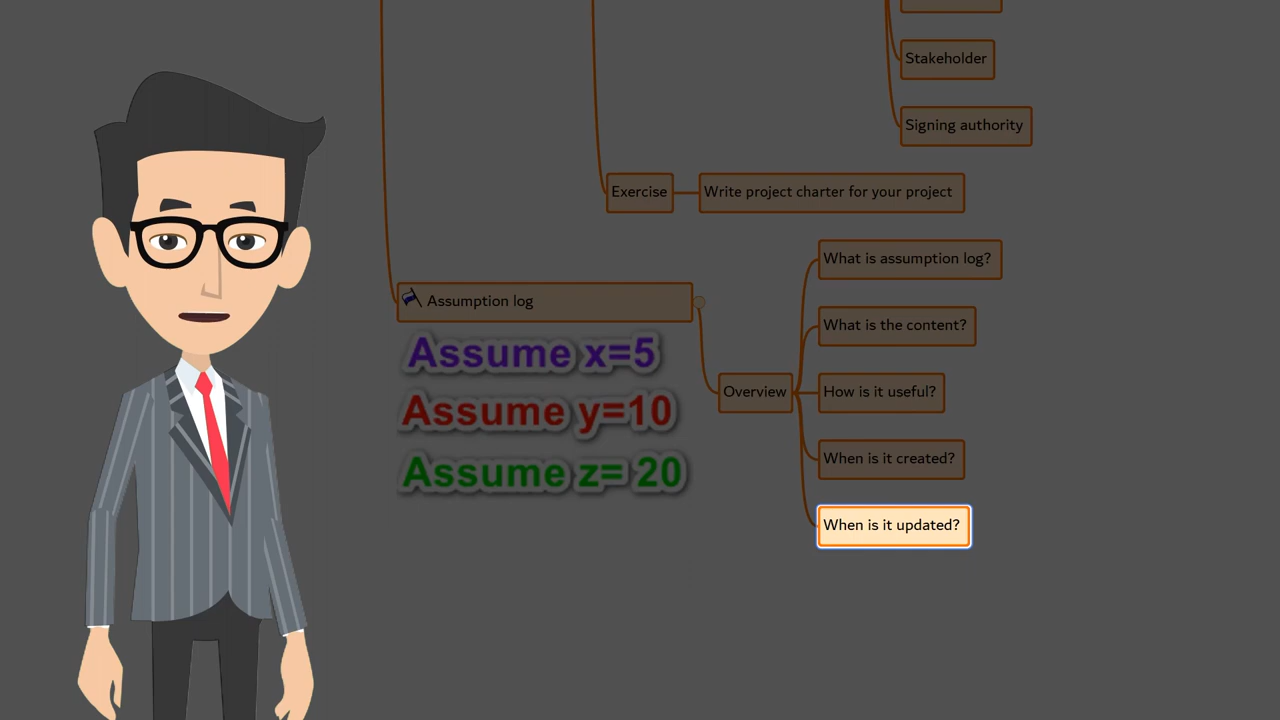 Stakeholder
Signing authority
Exercise
Write project charter for your project
What is assumption log?
Assumption log
What is the content?
Assume x=5
Overview
How is it useful?
Assume y=10
When is it created?
Assume z= 20
When is it updated?